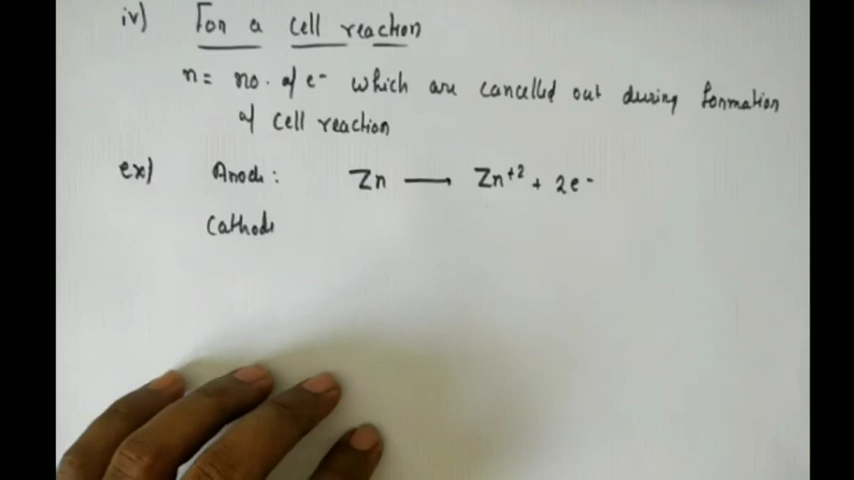 iv) For a cell reaction
n = no. of e⁻ which are cancelled out during formation
of cell reaction
ex) Anode: Zn ⟶ Zn⁺² + 2e⁻
Cathode